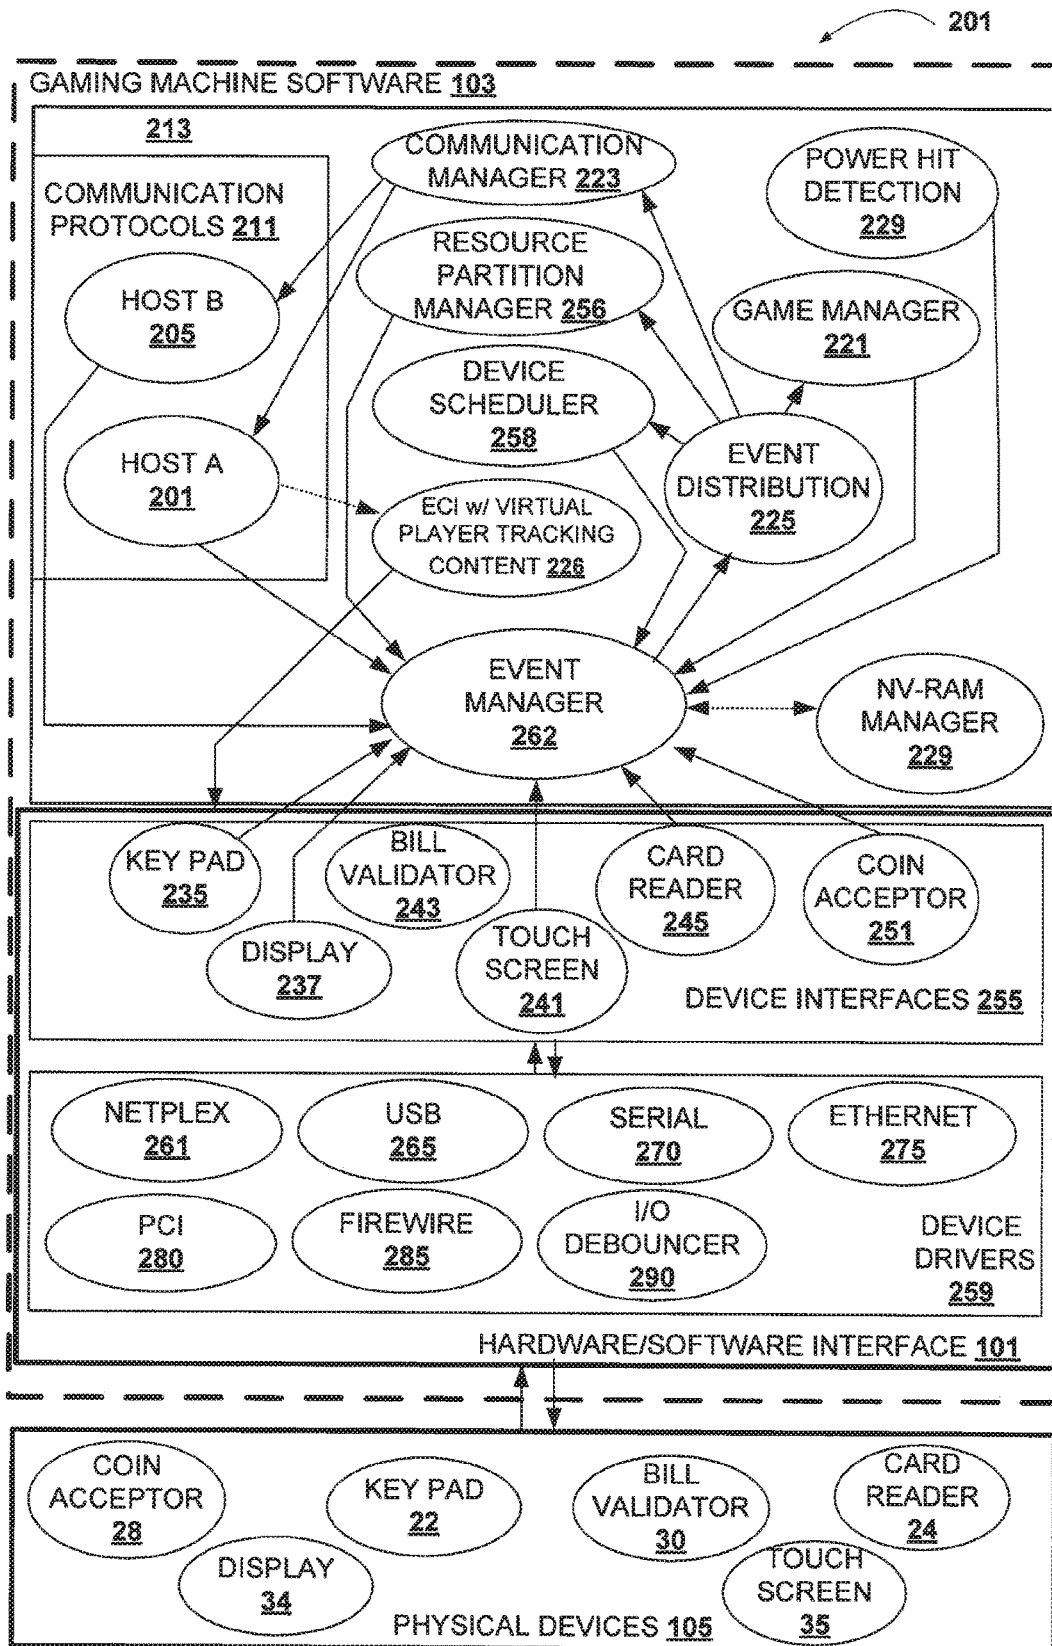 201
GAMING MACHINE SOFTWARE 103
213
COMMUNICATION
PROTOCOLS 211
HOST B
205
HOST A
201
COMMUNICATION
MANAGER 223
RESOURCE
PARTITION
MANAGER 256
DEVICE
SCHEDULER
258
ECI w/ VIRTUAL
PLAYER TRACKING
CONTENT 226
POWER HIT
DETECTION
229
GAME MANAGER
221
EVENT
DISTRIBUTION
225
EVENT
MANAGER
262
NV-RAM
MANAGER
229
KEY PAD
235
DISPLAY
237
BILL
VALIDATOR
243
TOUCH
SCREEN
241
CARD
READER
245
COIN
ACCEPTOR
251
DEVICE INTERFACES 255
NETPLEX
261
USB
265
SERIAL
270
ETHERNET
275
PCI
280
FIREWIRE
285
I/O
DEBOUNCER
290
DEVICE
DRIVERS
259
HARDWARE/SOFTWARE INTERFACE 101
COIN
ACCEPTOR
28
KEY PAD
22
BILL
VALIDATOR
30
CARD
READER
24
DISPLAY
34
TOUCH
SCREEN
35
PHYSICAL DEVICES 105